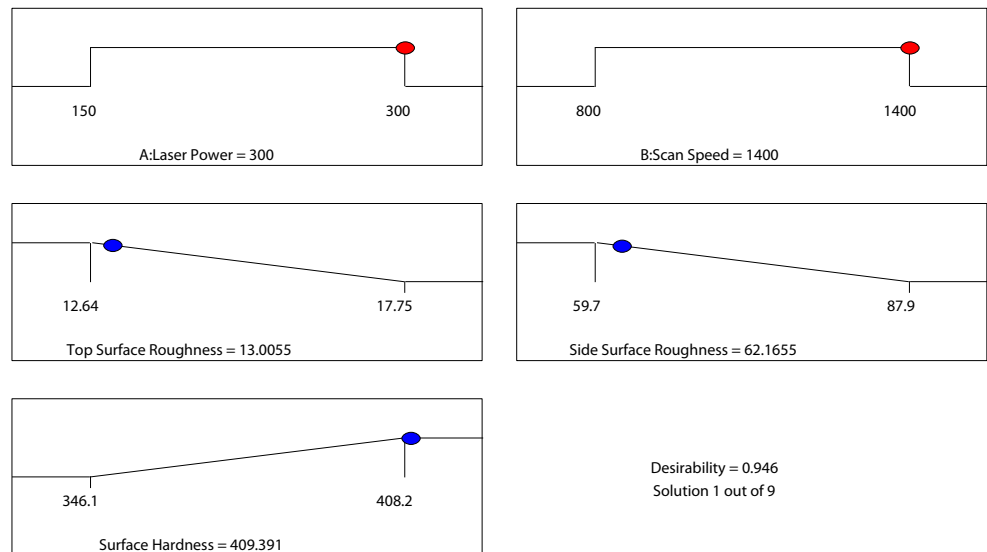 150 300
A:Laser Power = 300
800 1400
B:Scan Speed = 1400
12.64 17.75
Top Surface Roughness = 13.0055
59.7 87.9
Side Surface Roughness = 62.1655
346.1 408.2
Surface Hardness = 409.391
Desirability = 0.946
Solution 1 out of 9